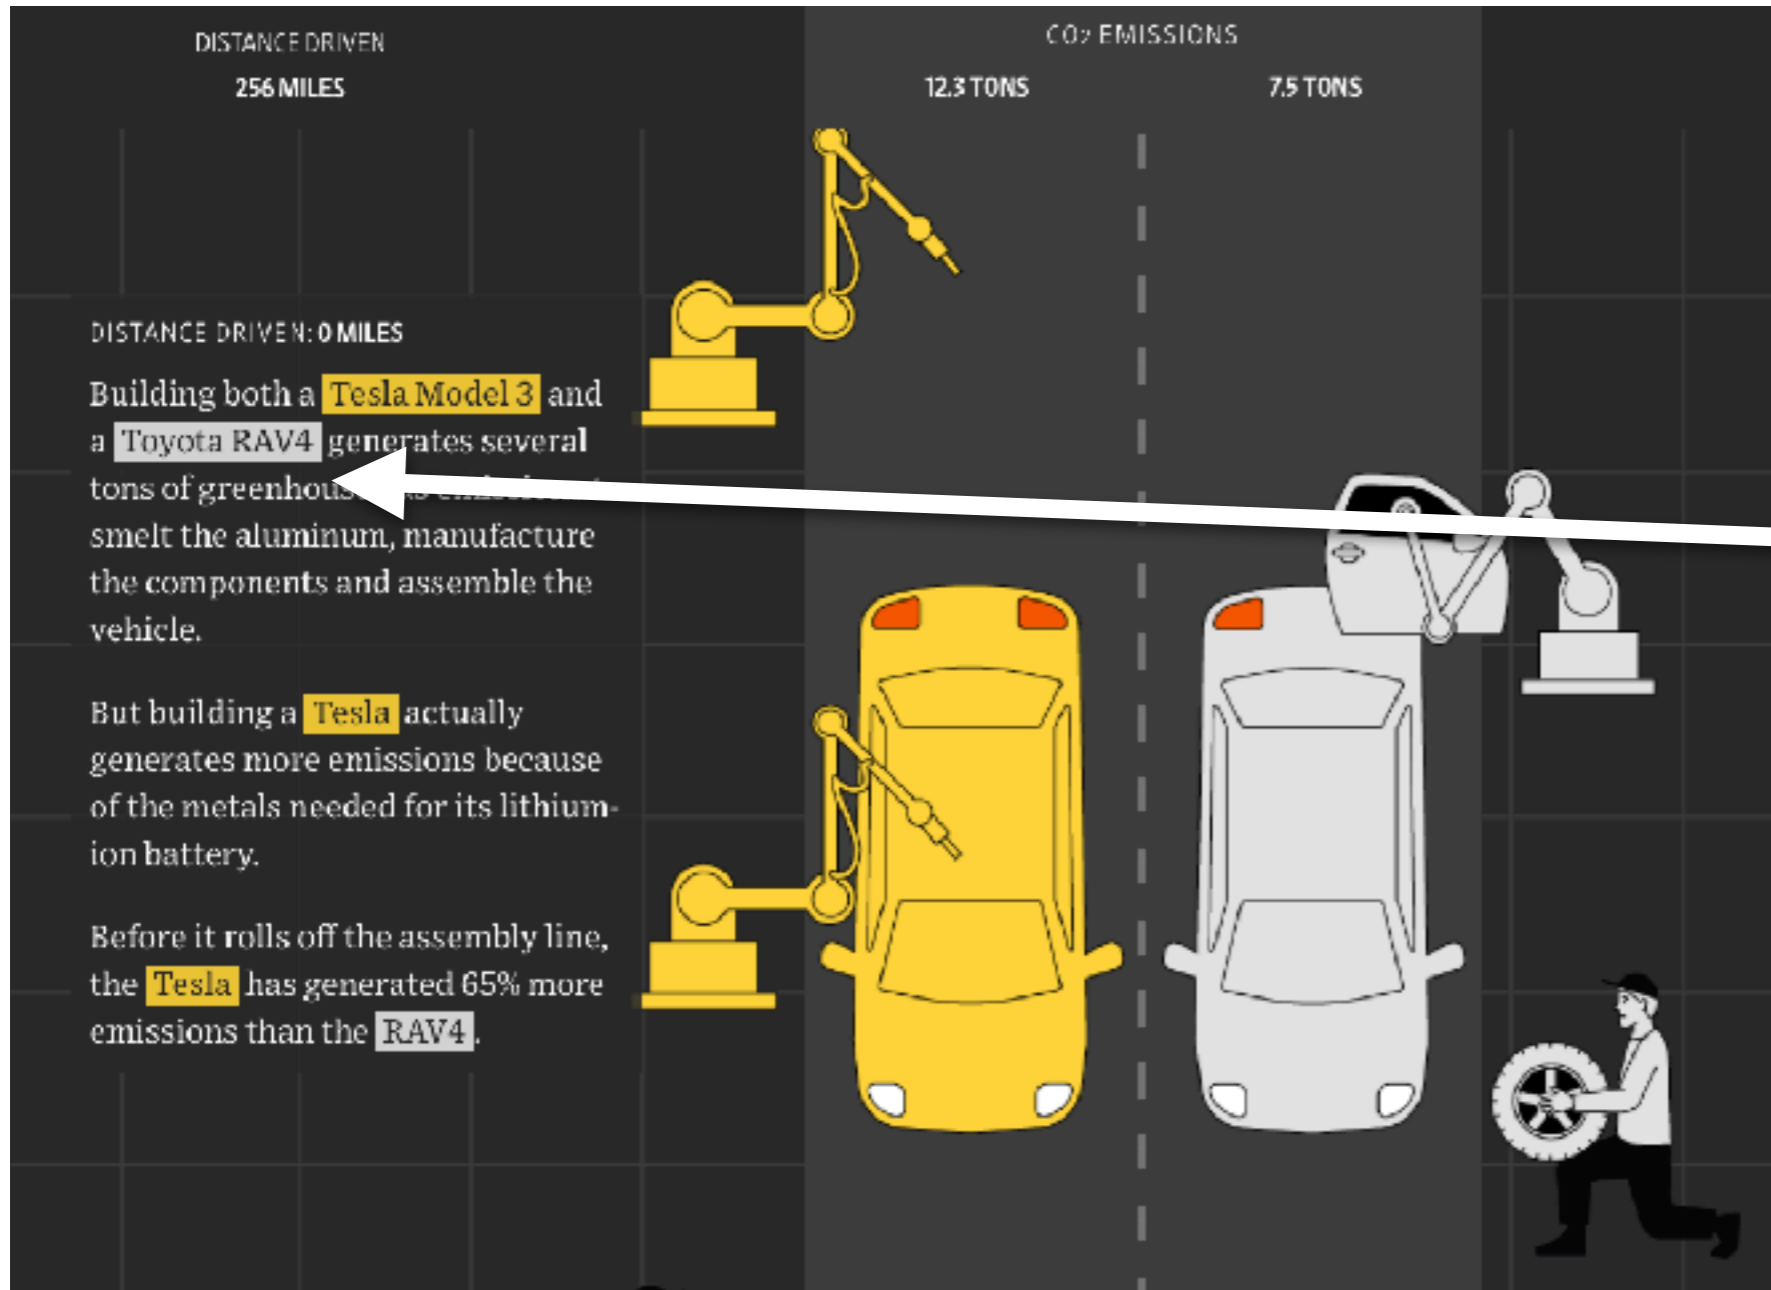 DISTANCE DRIVEN
256 MILES
CO2 EMISSIONS
12.3 TONS
7.5 TONS
DISTANCE DRIVEN: 0 MILES
Building both a Tesla Model 3 and
a Toyota RAV4 generates several
tons of greenhouse
smelt the aluminum, manufacture
the components and assemble the
vehicle.
But building a Tesla actually
generates more emissions because
of the metals needed for its lithium-
ion battery.
Before it rolls off the assembly line,
the Tesla has generated 65% more
emissions than the RAV4.